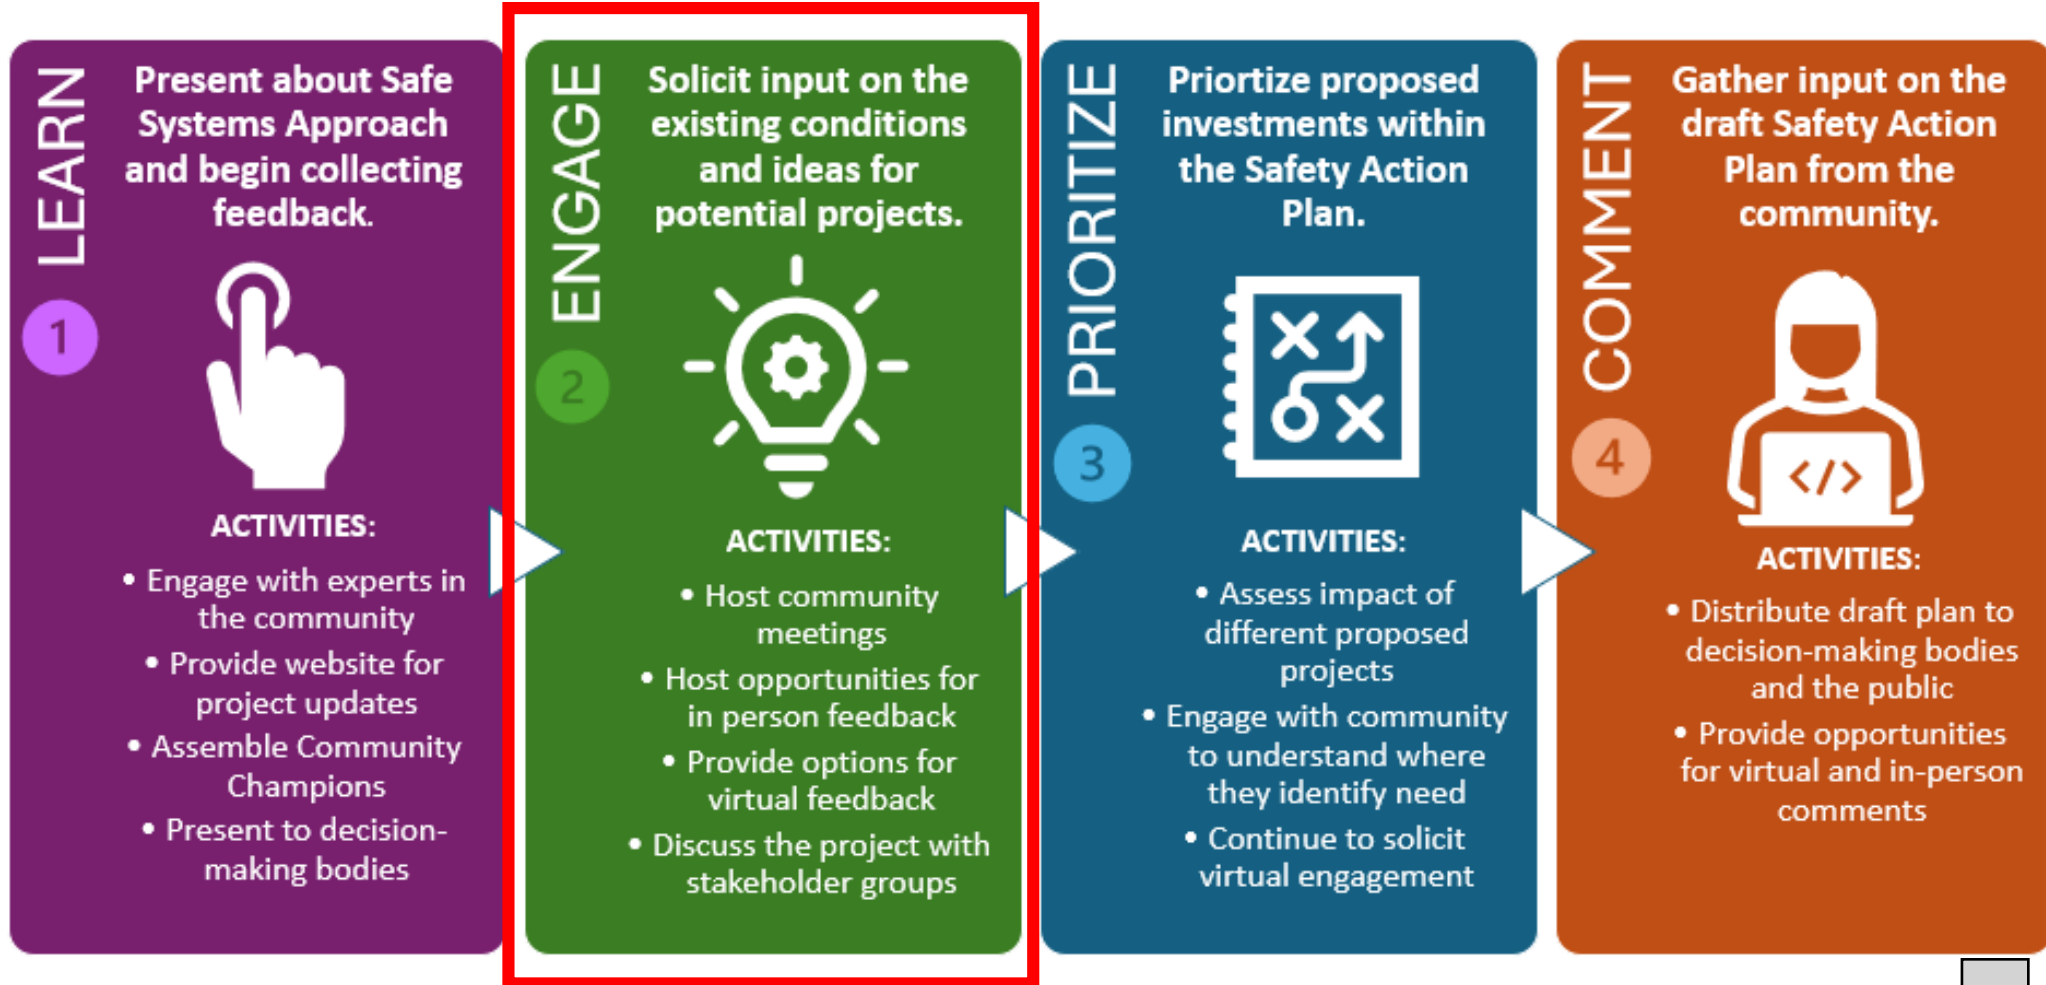 LEARN
1
Present about Safe
Systems Approach
and begin collecting
feedback.
ACTIVITIES:
• Engage with experts in
the community
• Provide website for
project updates
• Assemble Community
Champions
• Present to decision-
making bodies
ENGAGE
2
Solicit input on the
existing conditions
and ideas for
potential projects.
ACTIVITIES:
• Host community
meetings
• Host opportunities for
in person feedback
• Provide options for
virtual feedback
• Discuss the project with
stakeholder groups
PRIORITIZE
3
Priortize proposed
investments within
the Safety Action
Plan.
ACTIVITIES:
• Assess impact of
different proposed
projects
• Engage with community
to understand where
they identify need
• Continue to solicit
virtual engagement
COMMENT
4
Gather input on the
draft Safety Action
Plan from the
community.
</>
ACTIVITIES:
• Distribute draft plan to
decision-making bodies
and the public
• Provide opportunities
for virtual and in-person
comments